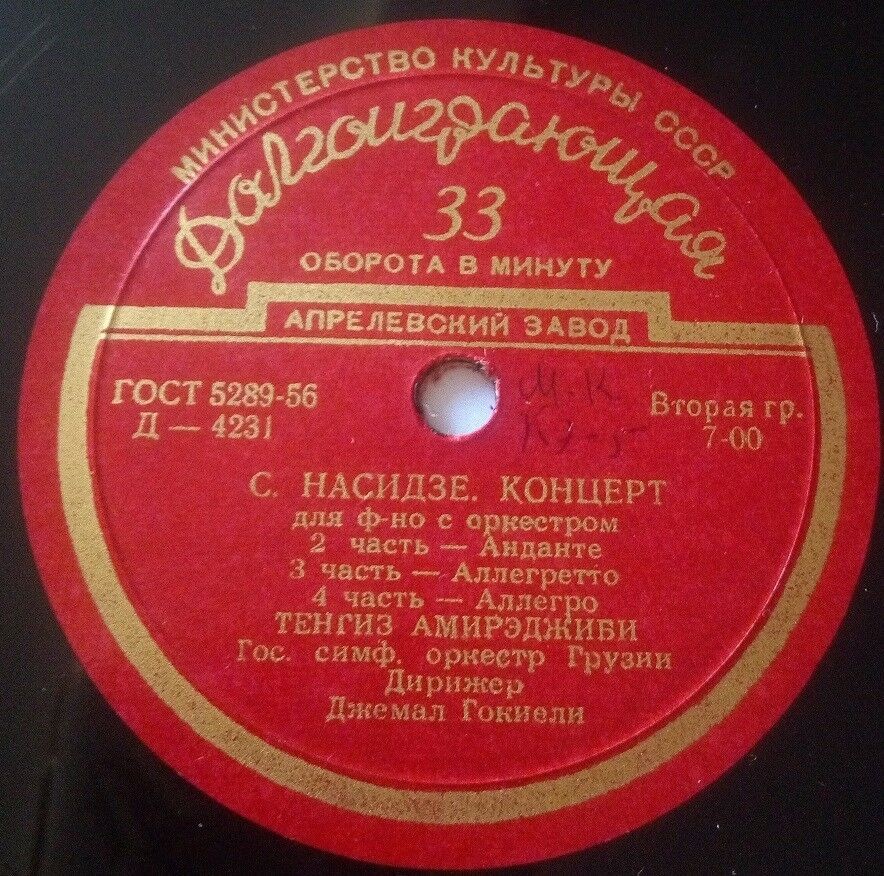 МИНИСТЕРСТВО КУЛЬТУРЫ СССР
Долгоиграющая
33
ОБОРОТА В МИНУТУ
АПРЕЛЕВСКИЙ ЗАВОД
ГОСТ 5289-56
Д — 4231
М.К.
Вторая гр.
7-00
С. НАСИДЗЕ. КОНЦЕРТ
для ф-но с оркестром
2 часть — Анданте
3 часть — Аллегретто
4 часть — Аллегро
ТЕНГИЗ АМИРЭДЖИБИ
Гос. симф. оркестр Грузии
Дирижер
Джемал Гокиели